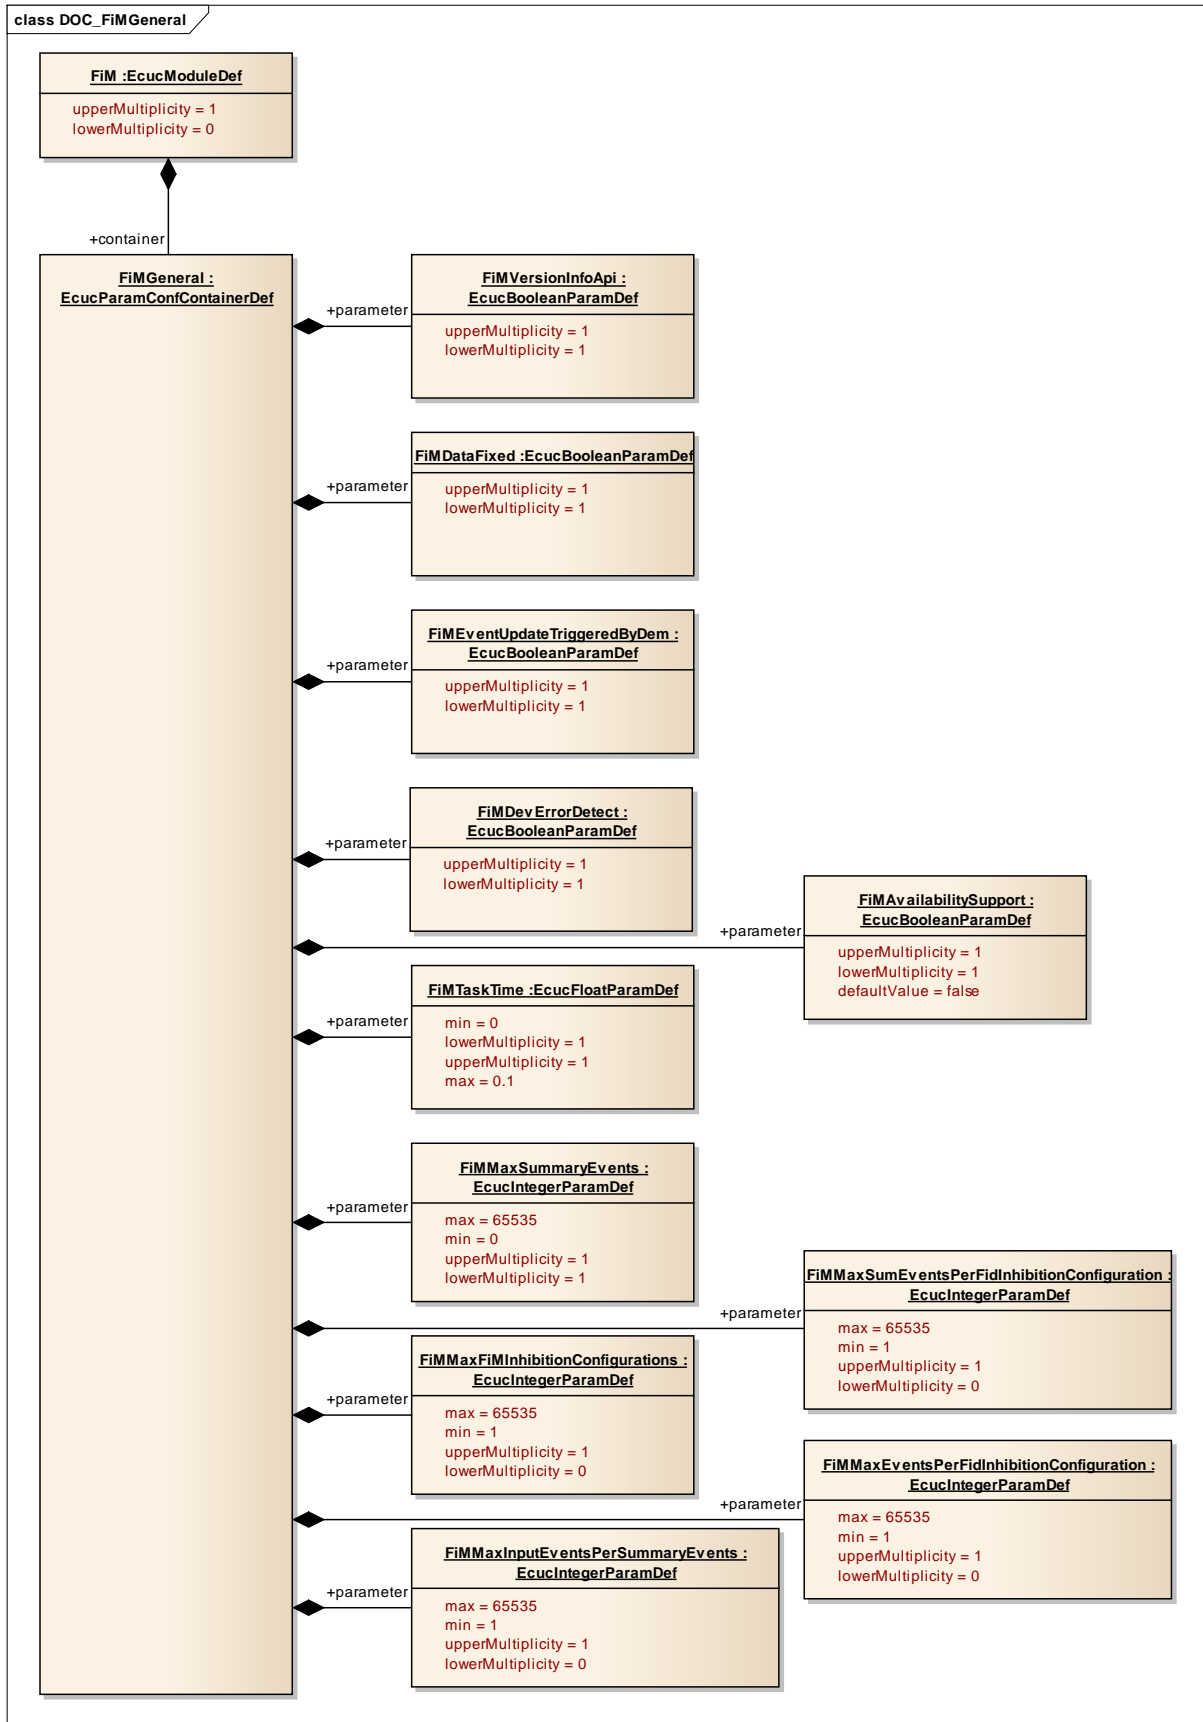 class DOC_FiMGeneral
FiM :EcucModuleDef
upperMultiplicity = 1
lowerMultiplicity = 0
+container
FiMGeneral :
EcucParamConfContainerDef
+parameter
FiMVersionInfoApi :
EcucBooleanParamDef
upperMultiplicity = 1
lowerMultiplicity = 1
+parameter
FiMDataFixed :EcucBooleanParamDef
upperMultiplicity = 1
lowerMultiplicity = 1
+parameter
FiMEventUpdateTriggeredByDem :
EcucBooleanParamDef
upperMultiplicity = 1
lowerMultiplicity = 1
+parameter
FiMDevErrorDetect :
EcucBooleanParamDef
upperMultiplicity = 1
lowerMultiplicity = 1
+parameter
FiMAvailabilitySupport :
EcucBooleanParamDef
upperMultiplicity = 1
lowerMultiplicity = 1
defaultValue = false
+parameter
FiMTaskTime :EcucFloatParamDef
min = 0
lowerMultiplicity = 1
upperMultiplicity = 1
max = 0.1
+parameter
FiMMaxSummaryEvents :
EcucIntegerParamDef
max = 65535
min = 0
upperMultiplicity = 1
lowerMultiplicity = 1
+parameter
FiMMaxSumEventsPerFidInhibitionConfiguration :
EcucIntegerParamDef
max = 65535
min = 1
upperMultiplicity = 1
lowerMultiplicity = 0
+parameter
FiMMaxFiMInhibitionConfigurations :
EcucIntegerParamDef
max = 65535
min = 1
upperMultiplicity = 1
lowerMultiplicity = 0
+parameter
FiMMaxEventsPerFidInhibitionConfiguration :
EcucIntegerParamDef
max = 65535
min = 1
upperMultiplicity = 1
lowerMultiplicity = 0
+parameter
FiMMaxInputEventsPerSummaryEvents :
EcucIntegerParamDef
max = 65535
min = 1
upperMultiplicity = 1
lowerMultiplicity = 0